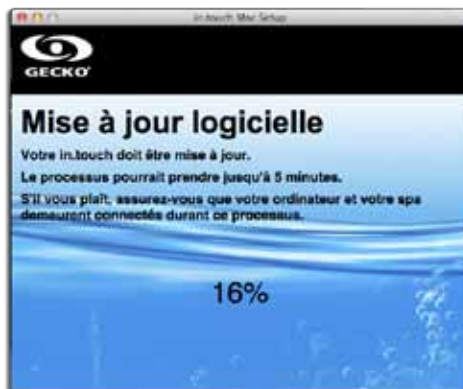 in.touch Mac Setup
GECKO
Mise à jour logicielle
Votre in.touch doit être mise à jour.
Le processus pourrait prendre jusqu'à 5 minutes.
S'il vous plaît, assurez-vous que votre ordinateur et votre spa
demeurent connectés durant ce processus.
16%